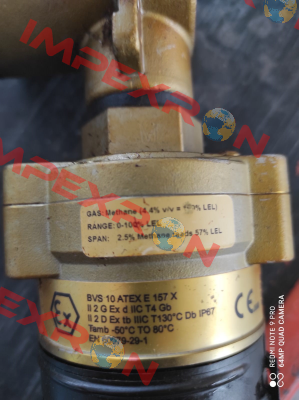 IMPEXRON
GAS: Methane (4.4% v/v = 100% LEL)
RANGE: 0-100% LEL
SPAN: 2.5% Methane reads 57% LEL
BVS 10 ATEX E 157 X
II 2 G Ex d IIC T4 Gb
II 2 D Ex tb IIIC T130°C Db IP67
Tamb -50°C TO 80°C
EN 60079-29-1
Ex
CE
REDMI NOTE 9 PRO
64MP CAMERA